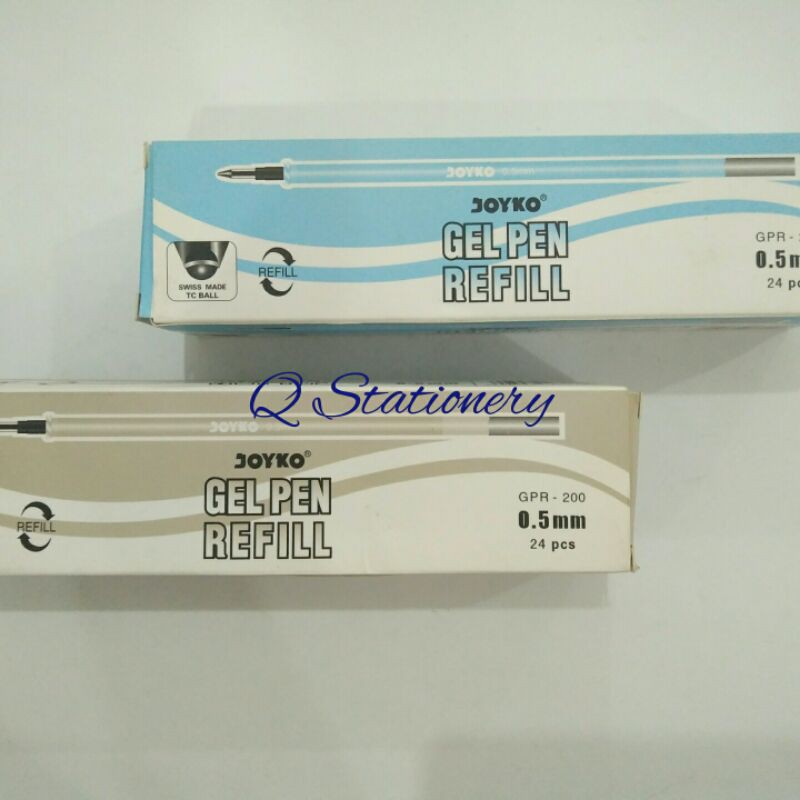 JOYKO 0.5mm
JOYKO®
GEL PEN
REFILL
GPR -
0.5m
24 pc
SWISS MADE
TC BALL
REFILL
Q Stationery
JOYKO
JOYKO®
GEL PEN
REFILL
GPR - 200
0.5mm
24 pcs
REFILL